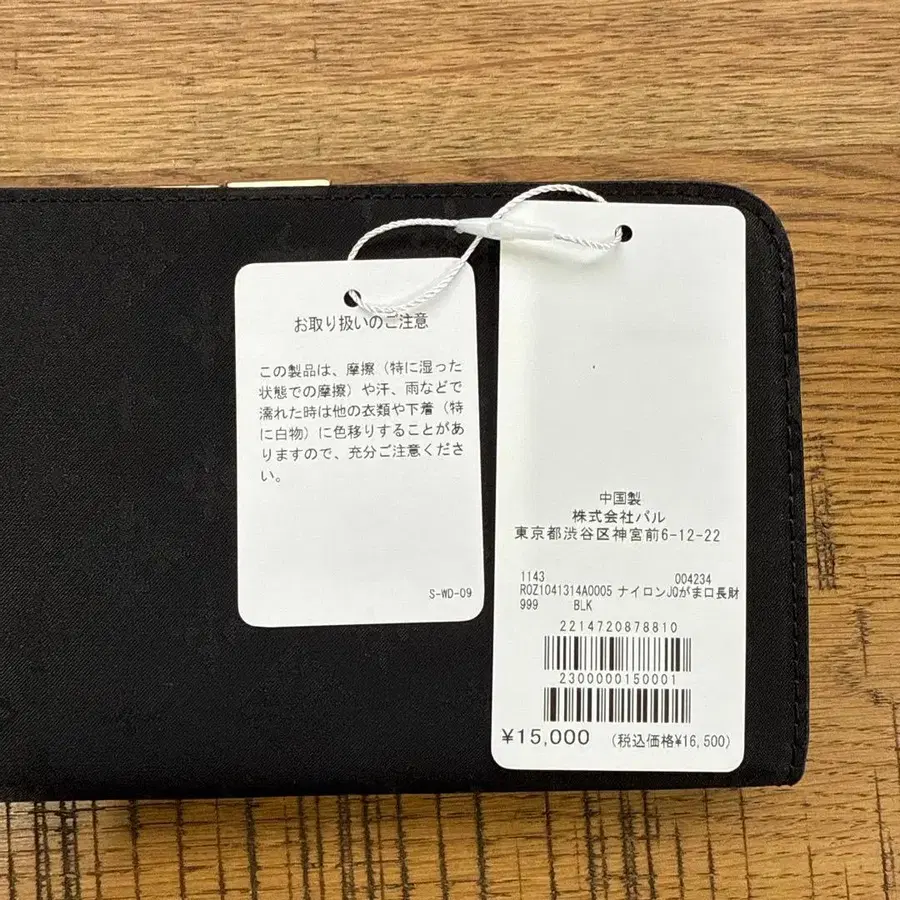 お取り扱いのご注意
この製品は、摩擦（特に湿った
状態での摩擦）や汗、雨などで
濡れた時は他の衣類や下着（特
に白物）に色移りすることがあ
りますので、充分ご注意くださ
い。
S-WD-09
中国製
株式会社パル
東京都渋谷区神宮前6-12-22
1143 004234
ROZ1041314A0005 ナイロンJQがま口長財
999 BLK
2214720878810
2300000150001
¥15,000 (税込価格¥16,500)